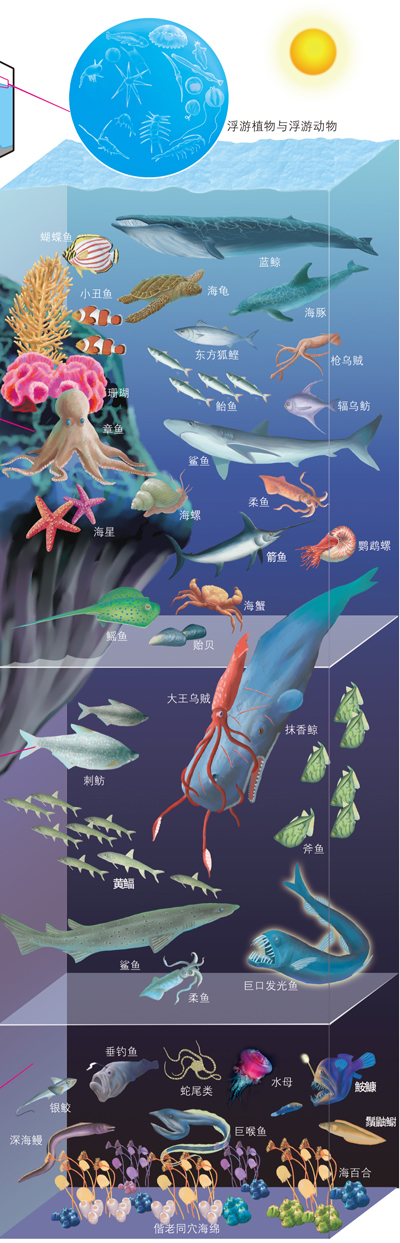 浮游植物与浮游动物
蝴蝶鱼
蓝鲸
小丑鱼
海龟
海豚
东方狐鲣
枪乌贼
珊瑚
鲐鱼
辐乌鲂
章鱼
鲨鱼
海螺
柔鱼
海星
箭鱼
鹦鹉螺
海蟹
鳐鱼
贻贝
大王乌贼
抹香鲸
刺鲂
斧鱼
黄鲾
鲨鱼
柔鱼
巨口发光鱼
垂钓鱼
蛇尾类
水母
鮟鱇
银鲛
深海鳗
巨喉鱼
海百合
偕老同穴海绵